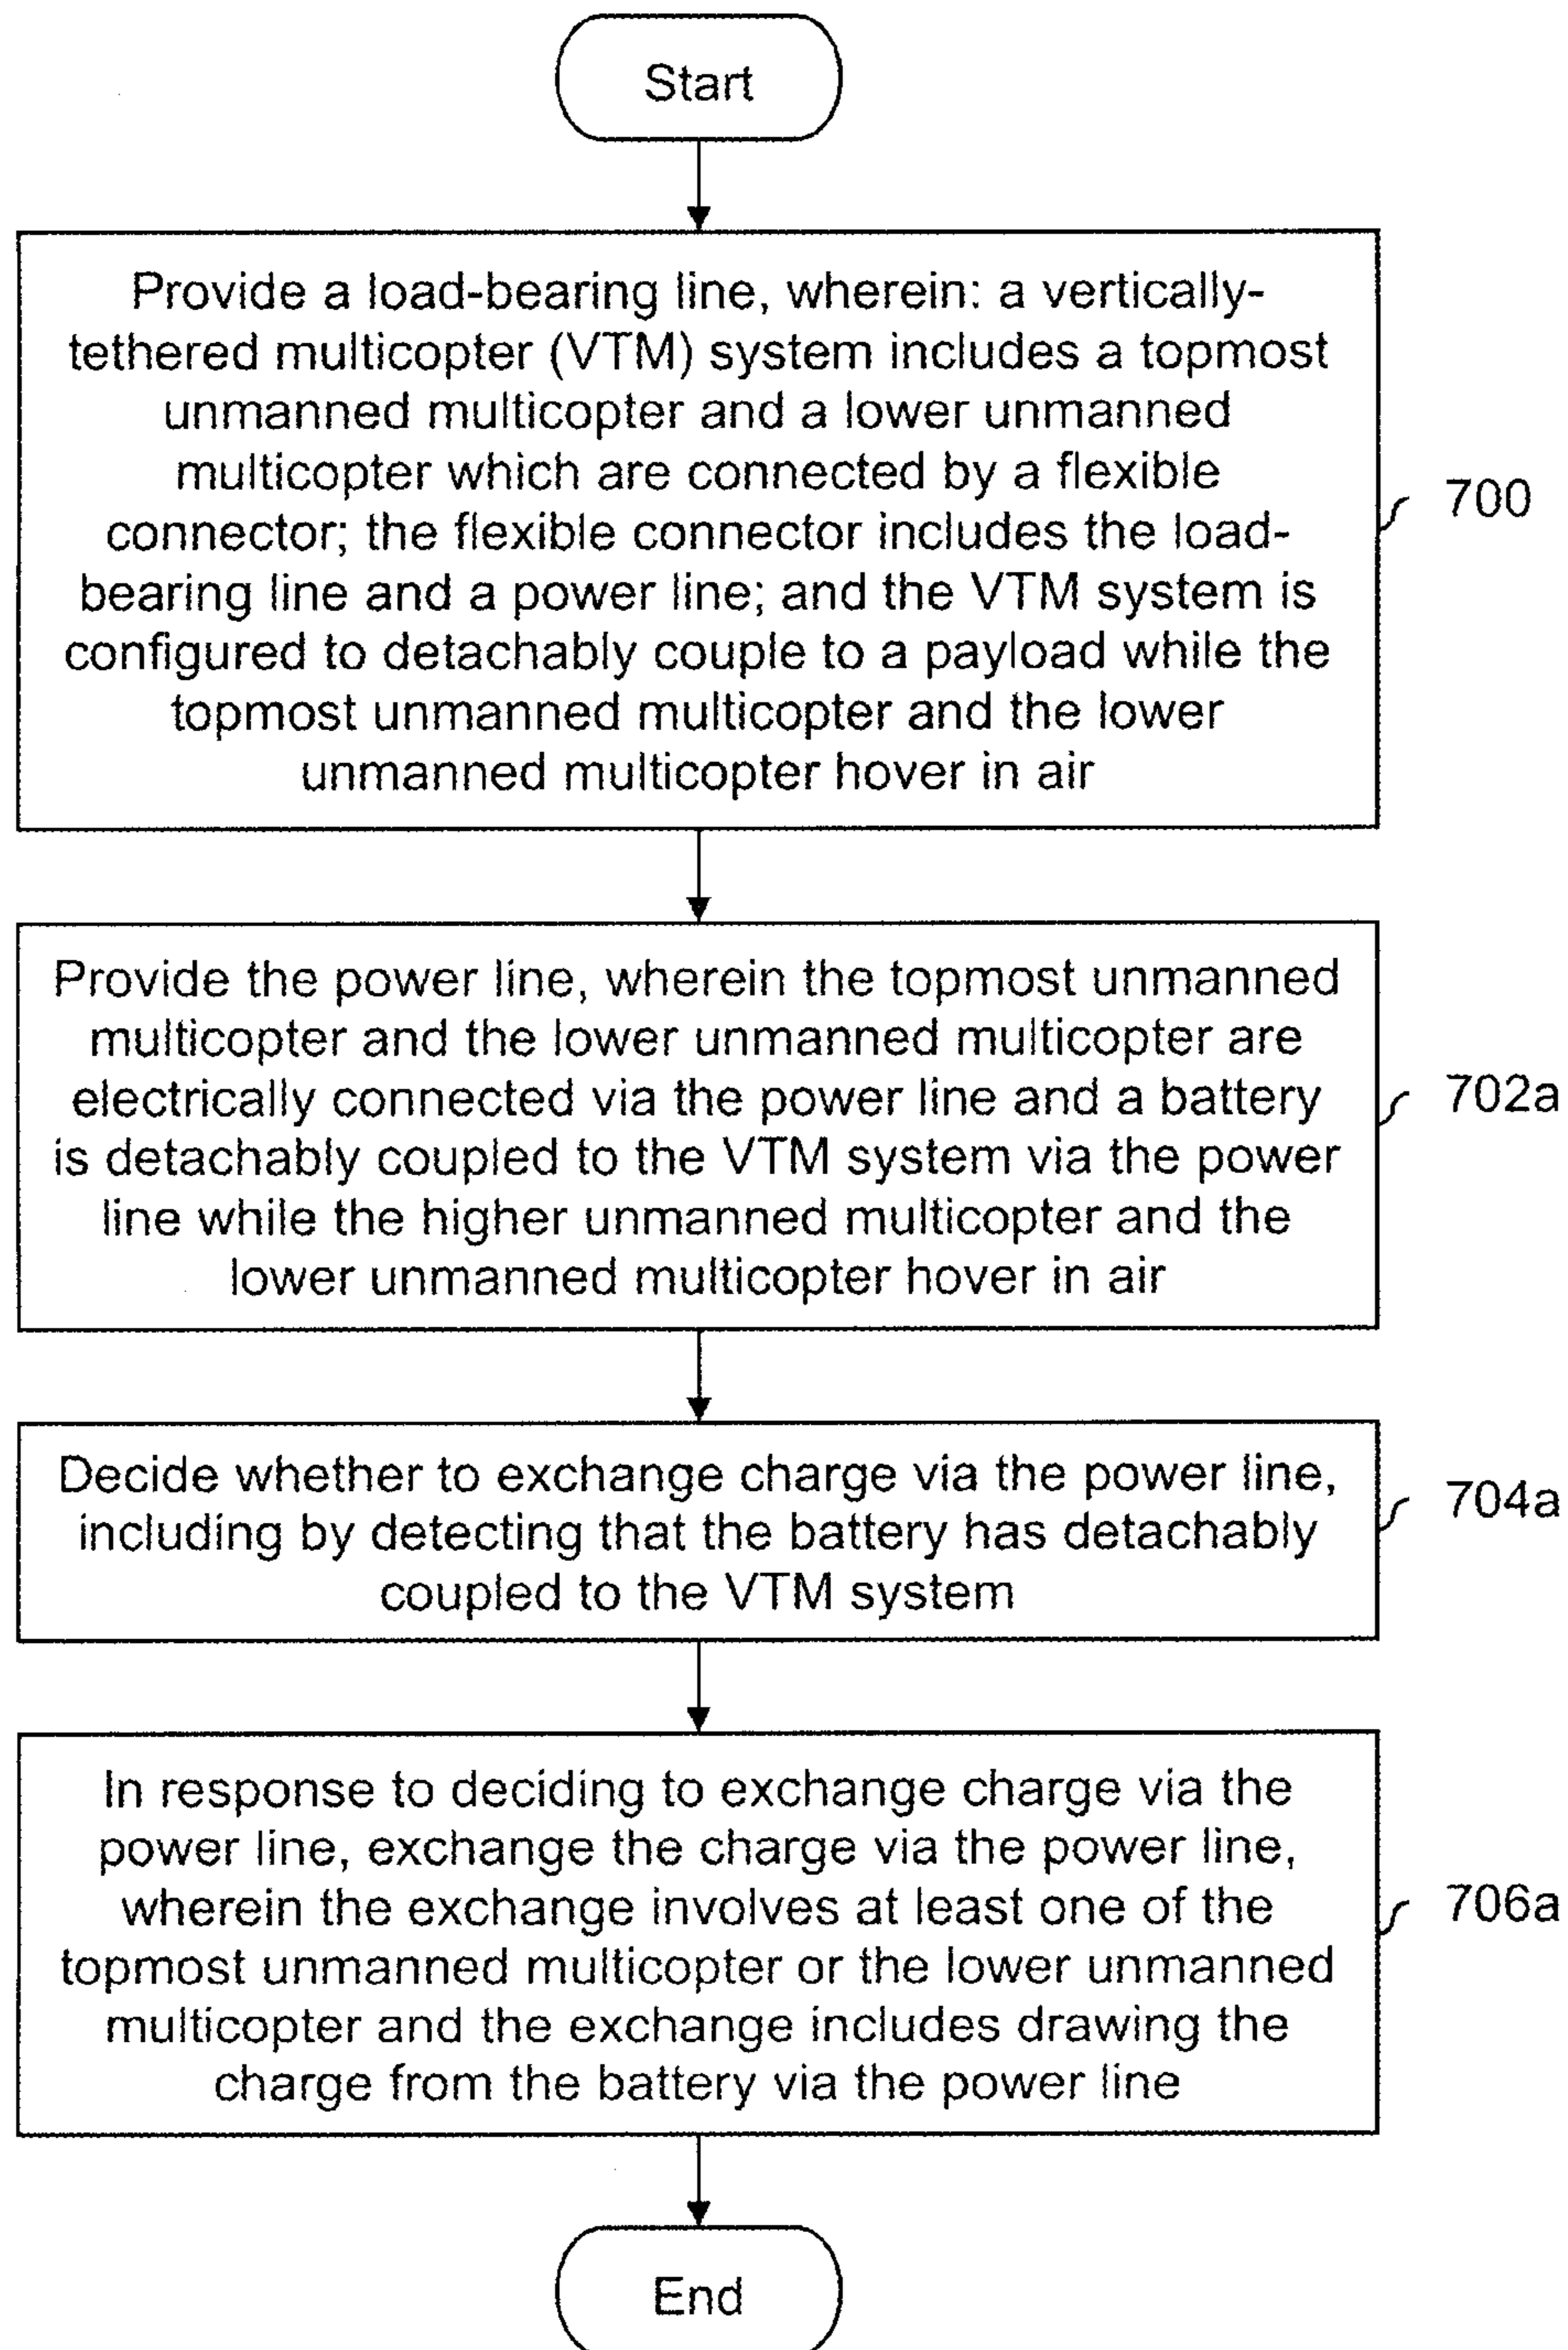 Start
Provide a load-bearing line, wherein: a vertically-
tethered multicopter (VTM) system includes a topmost
unmanned multicopter and a lower unmanned
multicopter which are connected by a flexible
connector; the flexible connector includes the load-
bearing line and a power line; and the VTM system is
configured to detachably couple to a payload while the
topmost unmanned multicopter and the lower
unmanned multicopter hover in air
700
Provide the power line, wherein the topmost unmanned
multicopter and the lower unmanned multicopter are
electrically connected via the power line and a battery
is detachably coupled to the VTM system via the power
line while the higher unmanned multicopter and the
lower unmanned multicopter hover in air
702a
Decide whether to exchange charge via the power line,
including by detecting that the battery has detachably
coupled to the VTM system
704a
In response to deciding to exchange charge via the
power line, exchange the charge via the power line,
wherein the exchange involves at least one of the
topmost unmanned multicopter or the lower unmanned
multicopter and the exchange includes drawing the
charge from the battery via the power line
706a
End